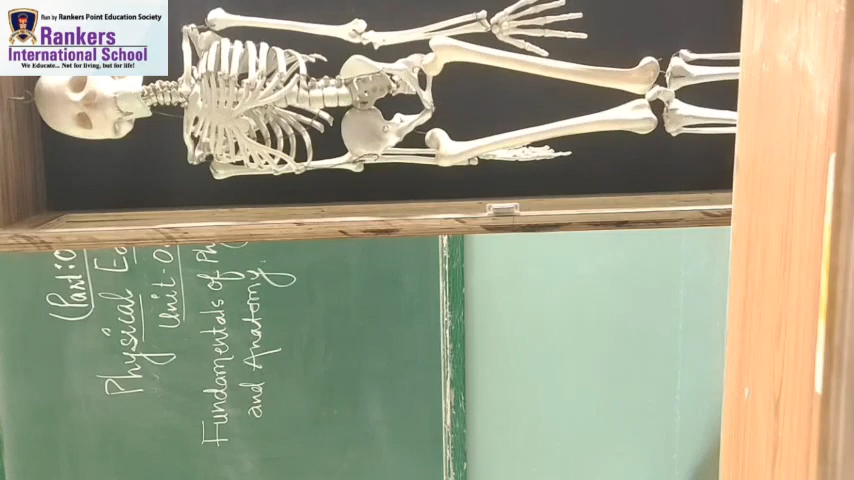 Run by Rankers Point Education Society
Rankers
International School
We Educate... Not for living, but for life!
(Part:
Physical
Unit-
Fundamentals of
and Anatomy.